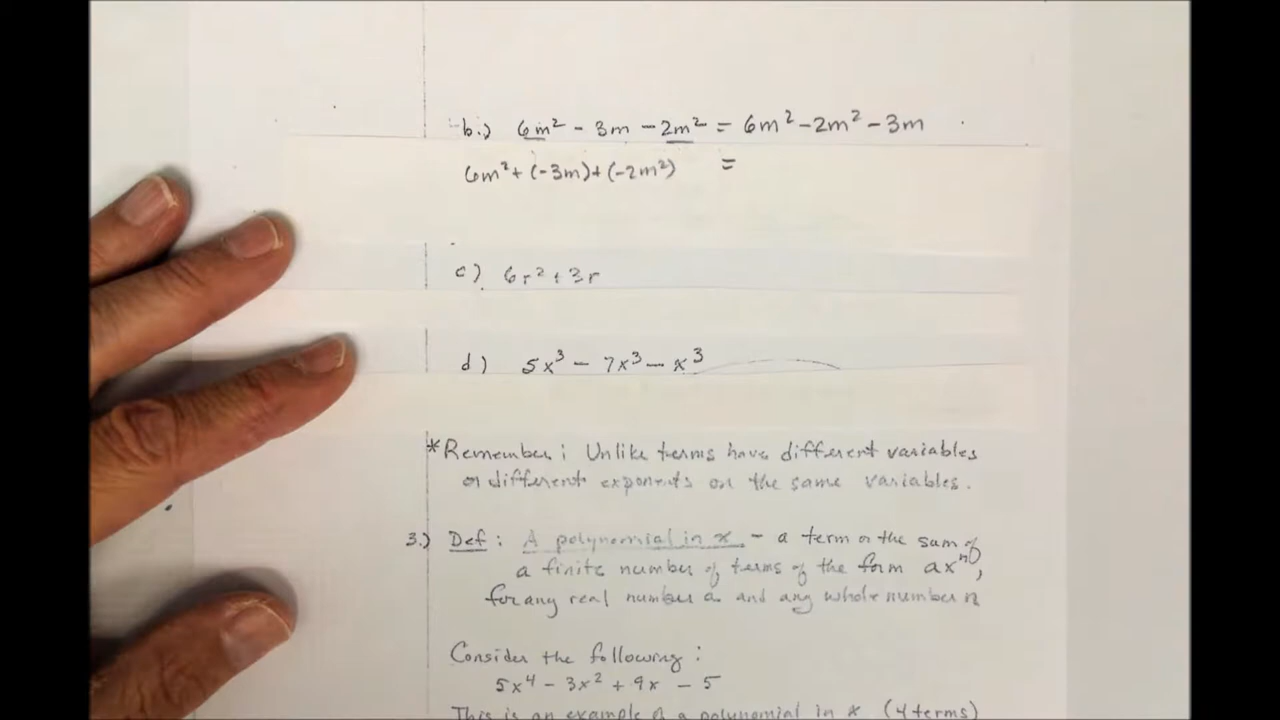 b.) 6m² - 3m - 2m² = 6m² - 2m² - 3m
6m² + (-3m) + (-2m²) =
c) 6r² + 3r
d) 5x³ - 7x³ - x³
*Remember: Unlike terms have different variables
or different exponents on the same variables.
3.) Def: A polynomial in x - a term or the sum of
a finite number of terms of the form axⁿ,
for any real number a and any whole number n
Consider the following:
5x⁴ - 3x² + 9x - 5
This is an example of a polynomial in x (4 terms)